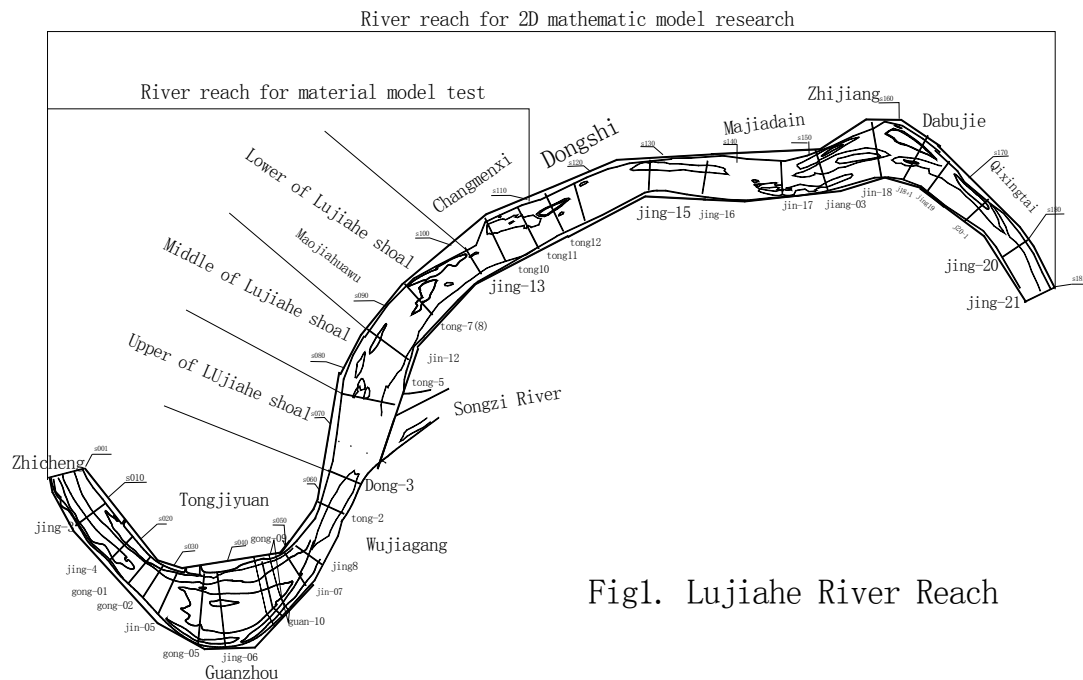 River reach for 2D mathematic model research
River reach for material model test
Zhijiang
s160
Dabujie
Majiadain
s150
s140
s130
Dongshi
s120
Changmenxi
s110
s170
Qixingtai
s180
Lower of Lujiahe shoal
s100
Maojiahuawu
Middle of Lujiahe shoal
s090
Upper of LUjiahe shoal
s080
s070
jing-15
jing-16
jin-17
jiang-03
jin-18
jing19
j20-1
jing-20
jing-21
tong12
tong11
tong10
jing-13
tong-7(8)
jin-12
tong-5
Songzi River
Zhicheng
s001
s010
s020
s030
s040
s050
s060
Tongjiyuan
Dong-3
tong-2
Wujiagang
gong-09
jing8
jin-07
guan-10
jing-3
jing-4
gong-01
gong-02
jin-05
gong-05
jing-06
Guanzhou
Fig1. Lujiahe River Reach